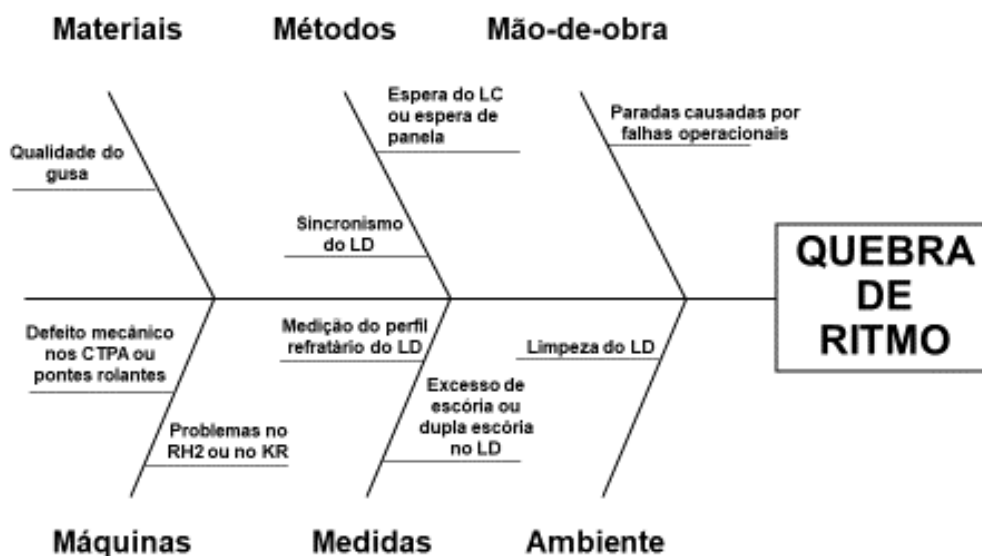 Materiais
Métodos
Mão-de-obra
Qualidade do
gusa
Espera do LC
ou espera de
panela
Sincronismo
do LD
Paradas causadas por
falhas operacionais
QUEBRA
DE
RITMO
Defeito mecânico
nos CTPA ou
pontes rolantes
Problemas no
RH2 ou no KR
Medição do perfil
refratário do LD
Excesso de
escória ou
dupla escória
no LD
Limpeza do LD
Máquinas
Medidas
Ambiente